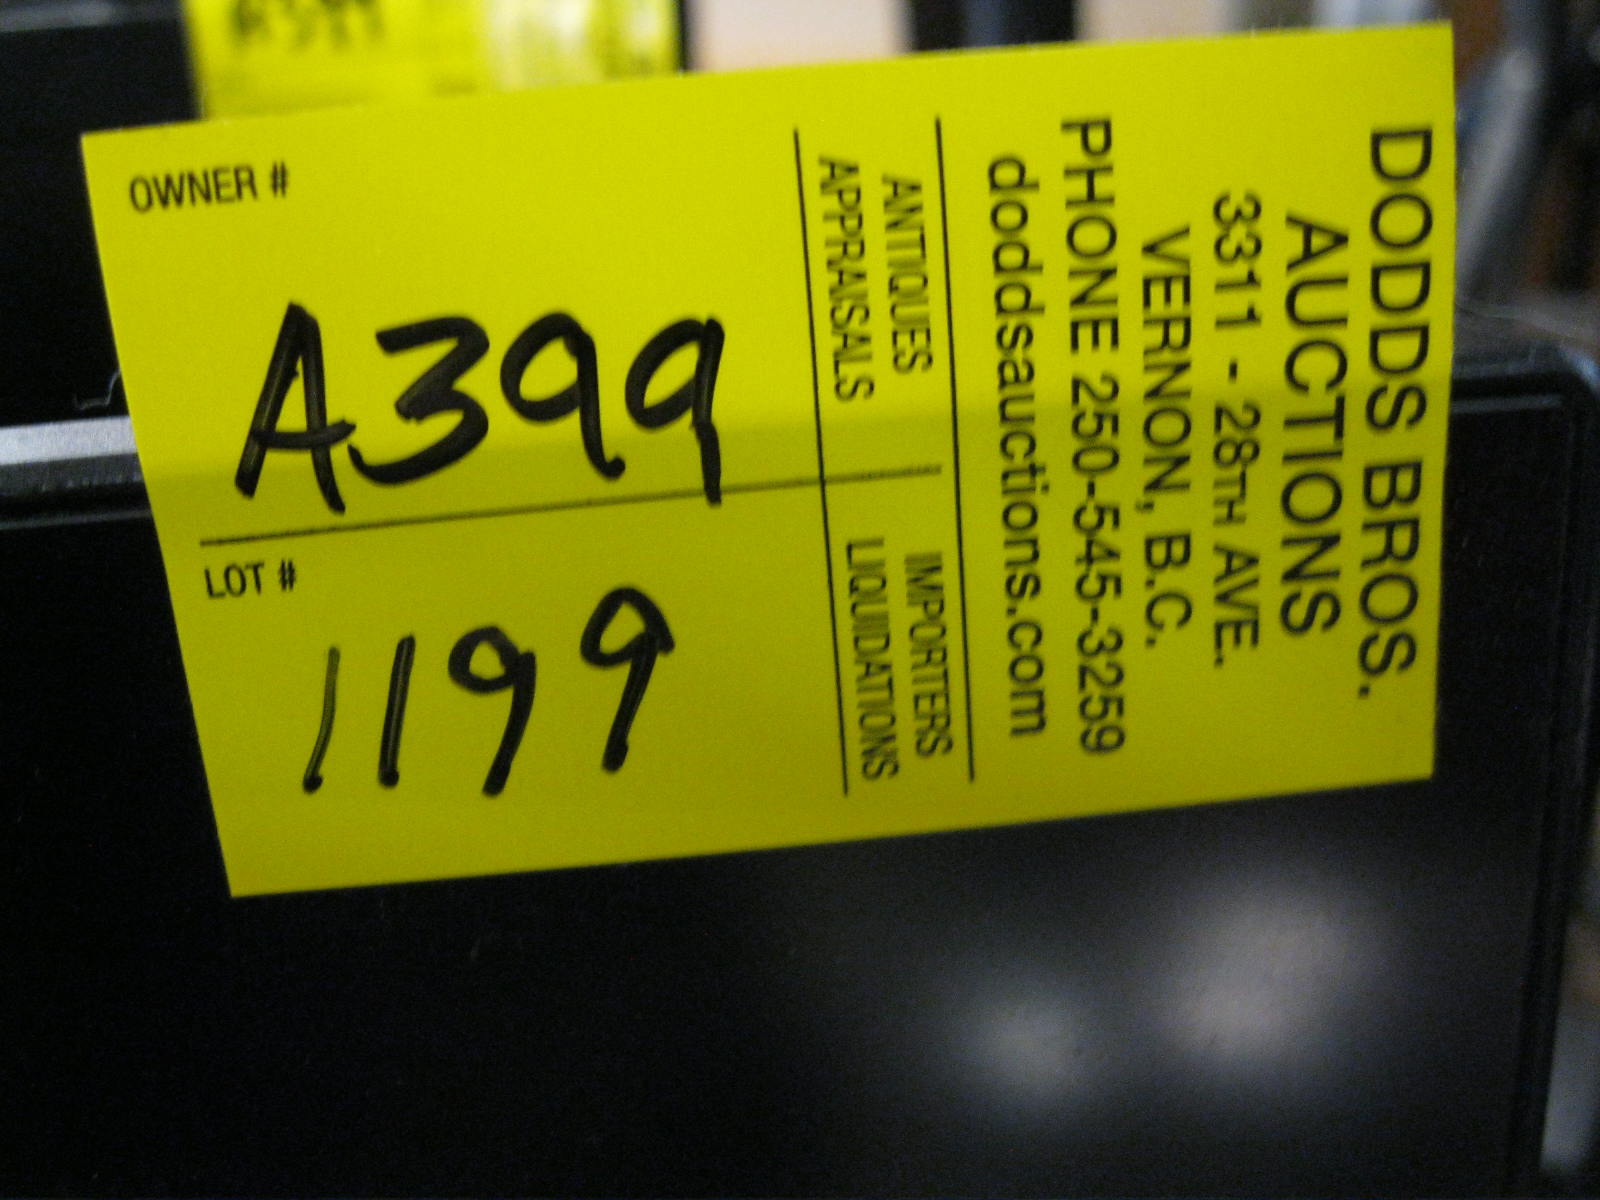 DODDS BROS.
AUCTIONS
3311 - 28TH AVE.
VERNON, B.C.
PHONE 250-545-3259
doddsauctions.com
ANTIQUES IMPORTERS
APPRAISALS LIQUIDATIONS
OWNER #
A399
LOT #
1199